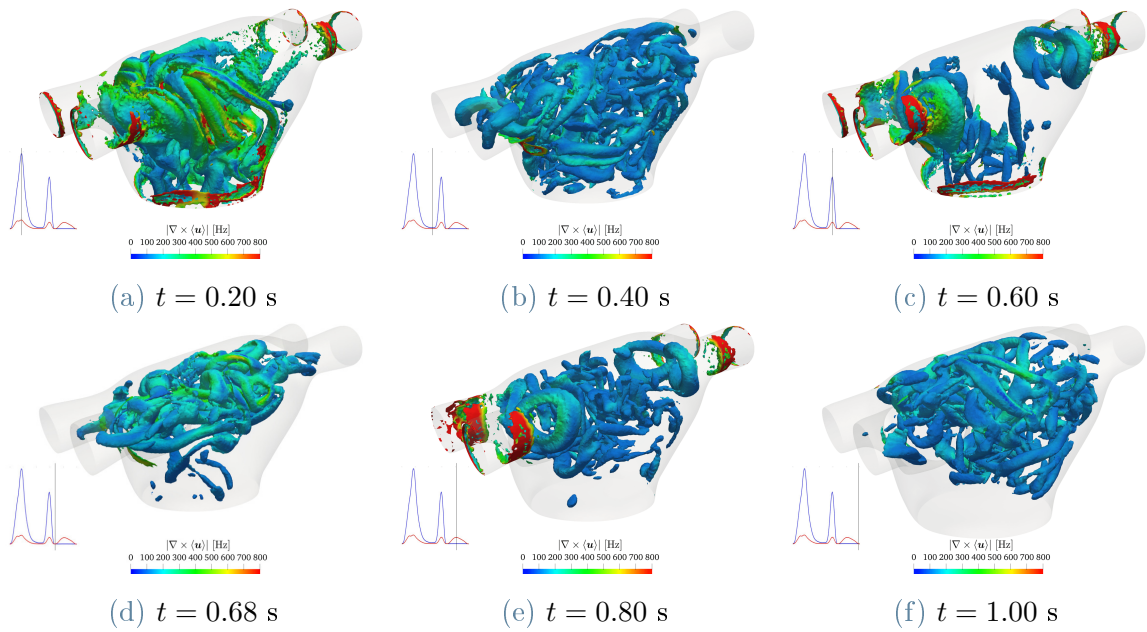 |∇ × ⟨u⟩| [Hz]
0 100 200 300 400 500 600 700 800
(a) t = 0.20 s
|∇ × ⟨u⟩| [Hz]
0 100 200 300 400 500 600 700 800
(b) t = 0.40 s
|∇ × ⟨u⟩| [Hz]
0 100 200 300 400 500 600 700 800
(c) t = 0.60 s
|∇ × ⟨u⟩| [Hz]
0 100 200 300 400 500 600 700 800
(d) t = 0.68 s
|∇ × ⟨u⟩| [Hz]
0 100 200 300 400 500 600 700 800
(e) t = 0.80 s
|∇ × ⟨u⟩| [Hz]
0 100 200 300 400 500 600 700 800
(f) t = 1.00 s